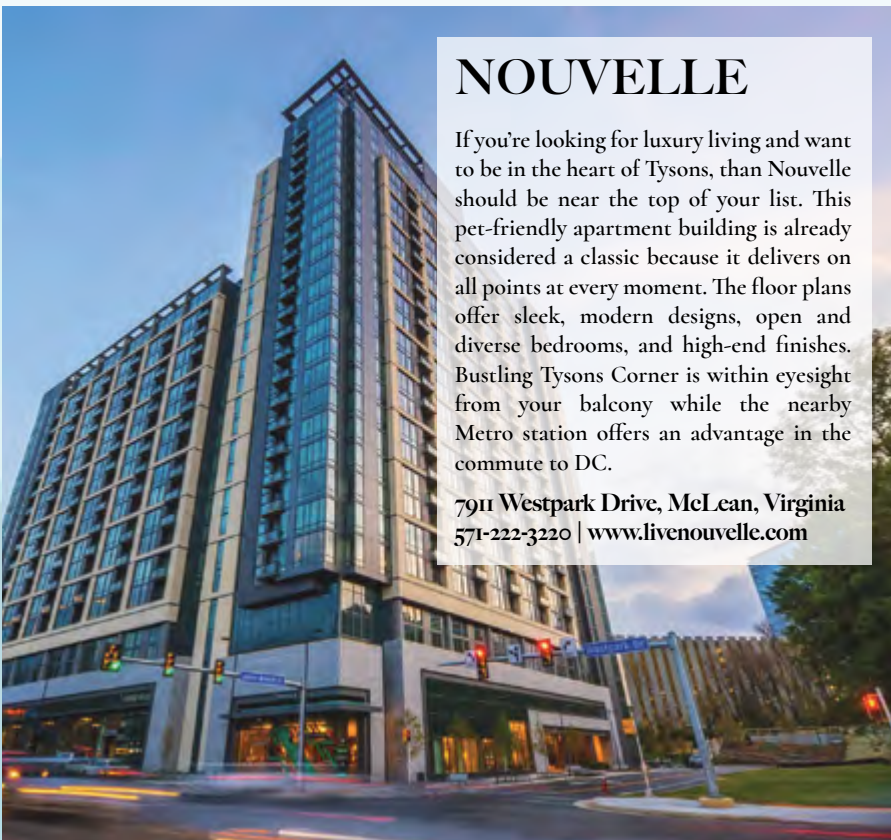 NOUVELLE
If you’re looking for luxury living and want
to be in the heart of Tysons, than Nouvelle
should be near the top of your list. This
pet-friendly apartment building is already
considered a classic because it delivers on
all points at every moment. The floor plans
offer sleek, modern designs, open and
diverse bedrooms, and high-end finishes.
Bustling Tysons Corner is within eyesight
from your balcony while the nearby
Metro station offers an advantage in the
commute to DC.
7911 Westpark Drive, McLean, Virginia
571-222-3220 | www.livenouvelle.com
Westpark Dr